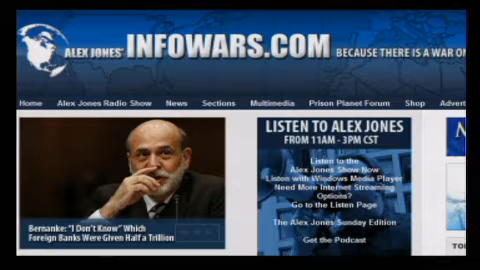 ALEX JONES' INFOWARS.COM BECAUSE THERE IS A WAR ON
Home Alex Jones Radio Show News Sections Multimedia Prison Planet Forum Shop Advert
LISTEN TO ALEX JONES
FROM 11AM - 3PM CST
Listen to the
Alex Jones Show Now
Listen with Windows Media Player
Need More Internet Streaming
Options?
Go to the Listen Page
The Alex Jones Sunday Edition
Get the Podcast
Bernanke: "I Don't Know" Which
Foreign Banks Were Given Half a Trillion
TOP